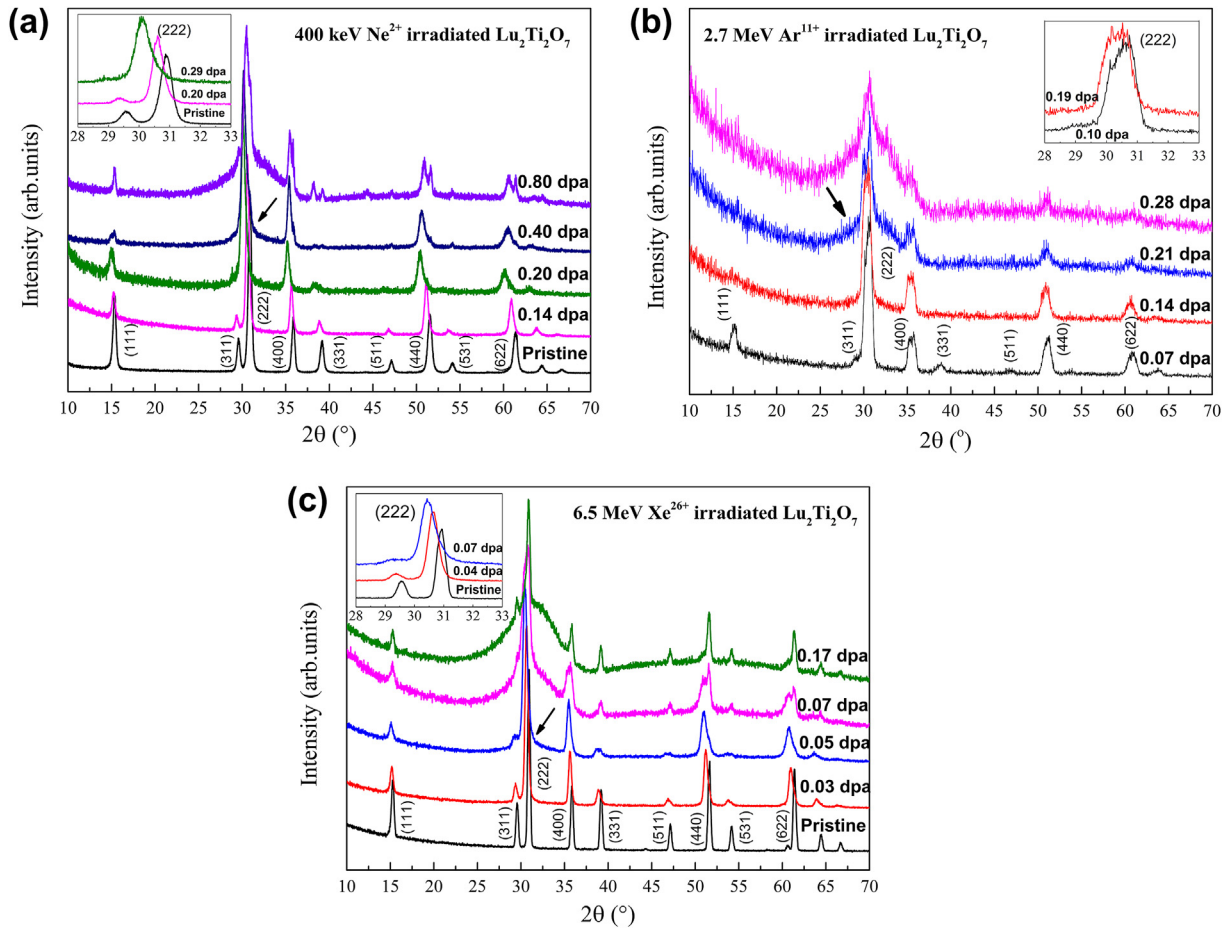 (a)
400 keV Ne2+ irradiated Lu2Ti2O7
(222)
0.29 dpa
0.20 dpa
Pristine
28 29 30 31 32 33
0.80 dpa
0.40 dpa
0.20 dpa
0.14 dpa
Pristine
(111)
(311)
(222)
(400)
(331)
(511)
(440)
(531)
(622)
Intensity (arb.units)
10 15 20 25 30 35 40 45 50 55 60 65 70
2θ (°)
(b)
2.7 MeV Ar11+ irradiated Lu2Ti2O7
(222)
0.19 dpa
0.10 dpa
28 29 30 31 32 33
0.28 dpa
0.21 dpa
0.14 dpa
0.07 dpa
(111)
(311)
(222)
(400)
(331)
(511)
(440)
(622)
Intensity (arb.units)
10 15 20 25 30 35 40 45 50 55 60 65 70
2θ (°)
(c)
6.5 MeV Xe26+ irradiated Lu2Ti2O7
(222)
0.07 dpa
0.04 dpa
Pristine
28 29 30 31 32 33
0.17 dpa
0.07 dpa
0.05 dpa
0.03 dpa
Pristine
(111)
(311)
(222)
(400)
(331)
(511)
(440)
(531)
(622)
Intensity (arb.units)
10 15 20 25 30 35 40 45 50 55 60 65 70
2θ (°)